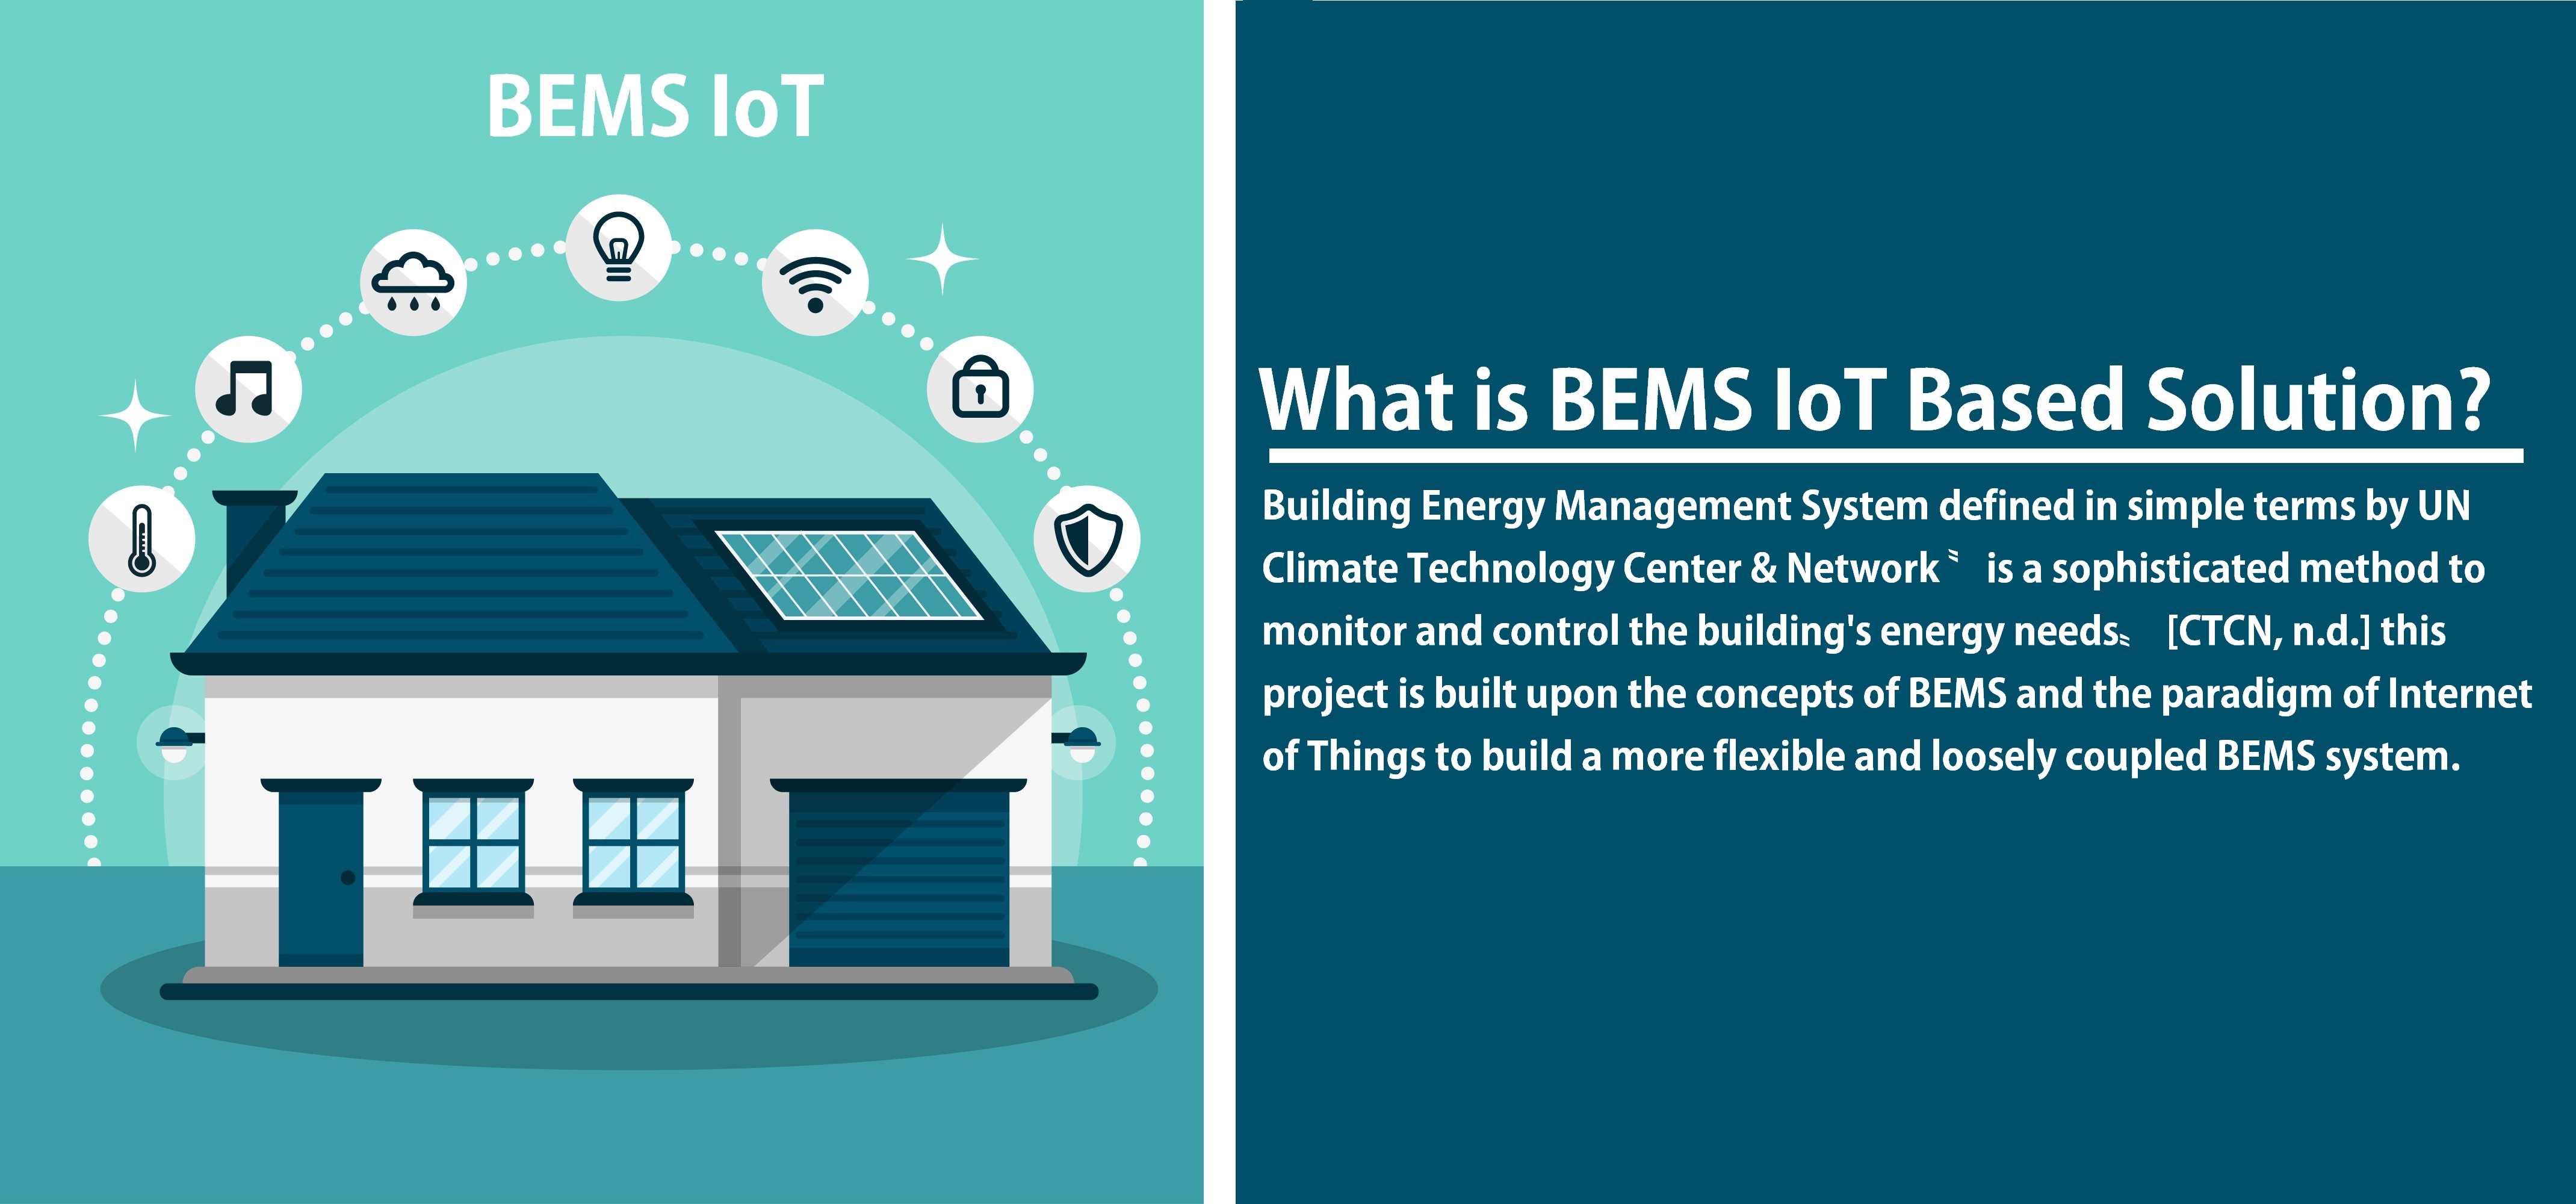 BEMS IoT
What is BEMS IoT Based Solution?
Building Energy Management System defined in simple terms by UN
Climate Technology Center & Network〝 is a sophisticated method to
monitor and control the building's energy needs〟 [CTCN, n.d.] this
project is built upon the concepts of BEMS and the paradigm of Internet
of Things to build a more flexible and loosely coupled BEMS system.